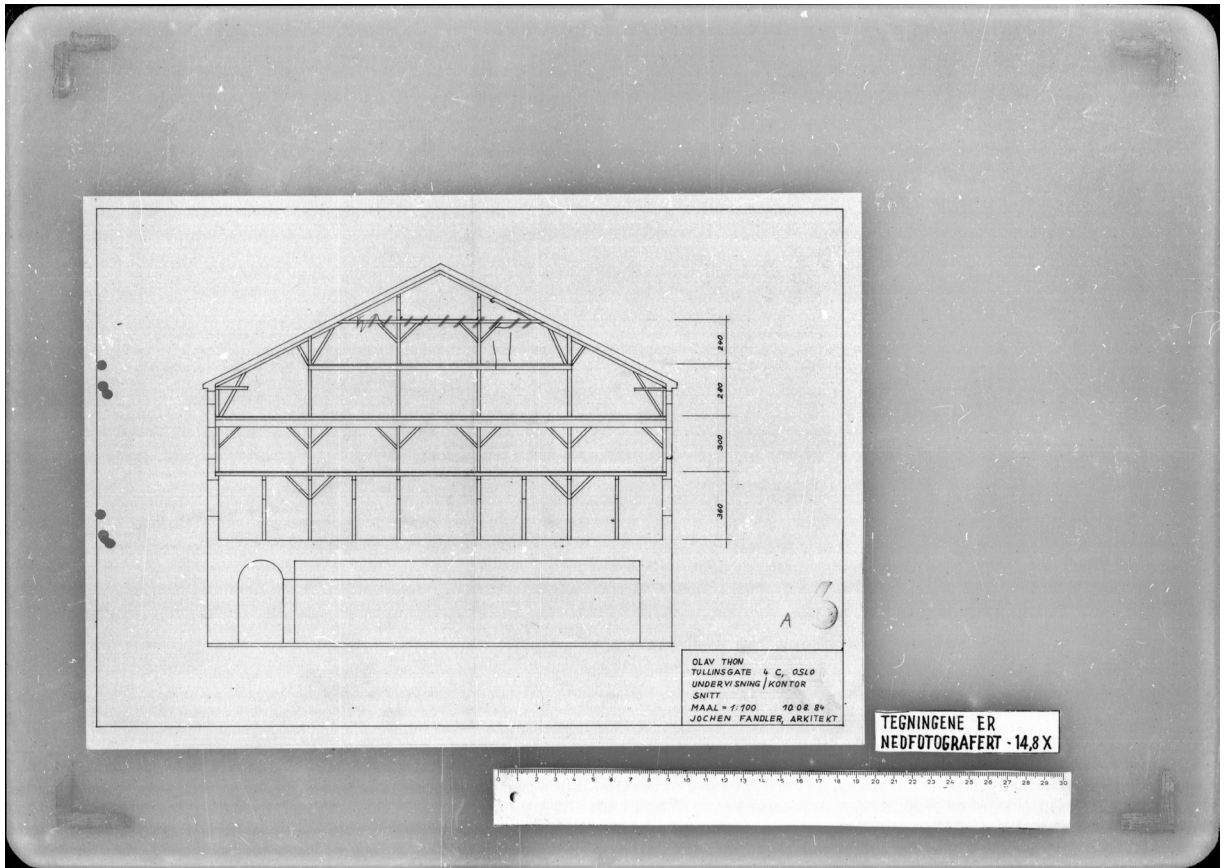 240
280
300
360
A
OLAV THON
TULLINSGATE 4 C, OSLO
UNDERVISNING/KONTOR
SNITT
MAAL = 1:100 10.08.84
JOCHEN FANDLER, ARKITEKT
TEGNINGENE ER
NEDFOTOGRAFERT - 14,8 X
0 1 2 3 4 5 6 7 8 9 10 11 12 13 14 15 16 17 18 19 20 21 22 23 24 25 26 27 28 29 30